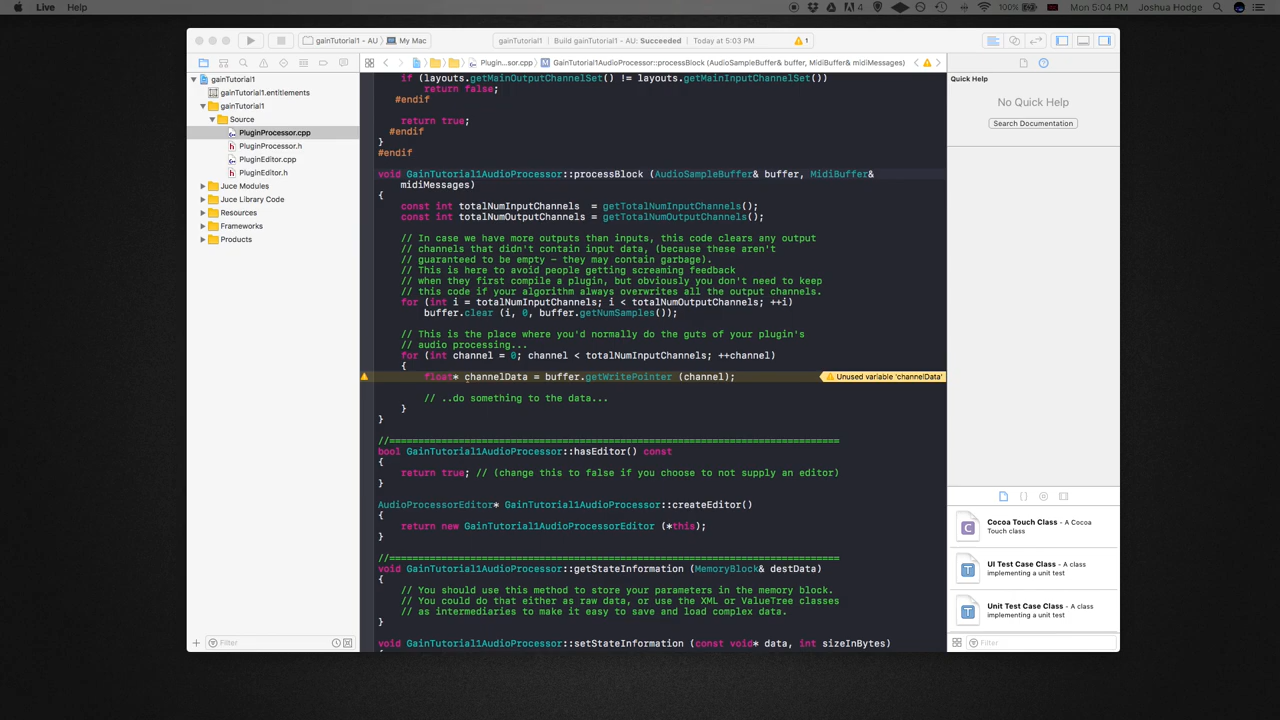 Live Help 4 100% Mon 5:04 PM Joshua Hodge
gainTutorial1 - AU My Mac gainTutorial1 Build gainTutorial1 - AU: Succeeded Today at 5:03 PM 1
Plugin...sor.cpp GainTutorial1AudioProcessor::processBlock (AudioSampleBuffer& buffer, MidiBuffer& midiMessages)
gainTutorial1
gainTutorial1.entitlements
gainTutorial1
Source
PluginProcessor.cpp
PluginProcessor.h
PluginEditor.cpp
PluginEditor.h
Juce Modules
Juce Library Code
Resources
Frameworks
Products
Filter
if (layouts.getMainOutputChannelSet() != layouts.getMainInputChannelSet())
return false;
#endif
return true;
#endif
}
#endif
void GainTutorial1AudioProcessor::processBlock (AudioSampleBuffer& buffer, MidiBuffer&
midiMessages)
{
const int totalNumInputChannels = getTotalNumInputChannels();
const int totalNumOutputChannels = getTotalNumOutputChannels();
// In case we have more outputs than inputs, this code clears any output
// channels that didn't contain input data, (because these aren't
// guaranteed to be empty - they may contain garbage).
// This is here to avoid people getting screaming feedback
// when they first compile a plugin, but obviously you don't need to keep
// this code if your algorithm always overwrites all the output channels.
for (int i = totalNumInputChannels; i < totalNumOutputChannels; ++i)
buffer.clear (i, 0, buffer.getNumSamples());
// This is the place where you'd normally do the guts of your plugin's
// audio processing...
for (int channel = 0; channel < totalNumInputChannels; ++channel)
{
float* channelData = buffer.getWritePointer (channel); Unused variable 'channelData'
// ..do something to the data...
}
}
//==============================================================================
bool GainTutorial1AudioProcessor::hasEditor() const
{
return true; // (change this to false if you choose to not supply an editor)
}
AudioProcessorEditor* GainTutorial1AudioProcessor::createEditor()
{
return new GainTutorial1AudioProcessorEditor (*this);
}
//==============================================================================
void GainTutorial1AudioProcessor::getStateInformation (MemoryBlock& destData)
{
// You should use this method to store your parameters in the memory block.
// You could do that either as raw data, or use the XML or ValueTree classes
// as intermediaries to make it easy to save and load complex data.
}
void GainTutorial1AudioProcessor::setStateInformation (const void* data, int sizeInBytes)
Quick Help
No Quick Help
Search Documentation
Cocoa Touch Class - A Cocoa
Touch class
UI Test Case Class - A class
implementing a unit test
Unit Test Case Class - A class
implementing a unit test
Filter